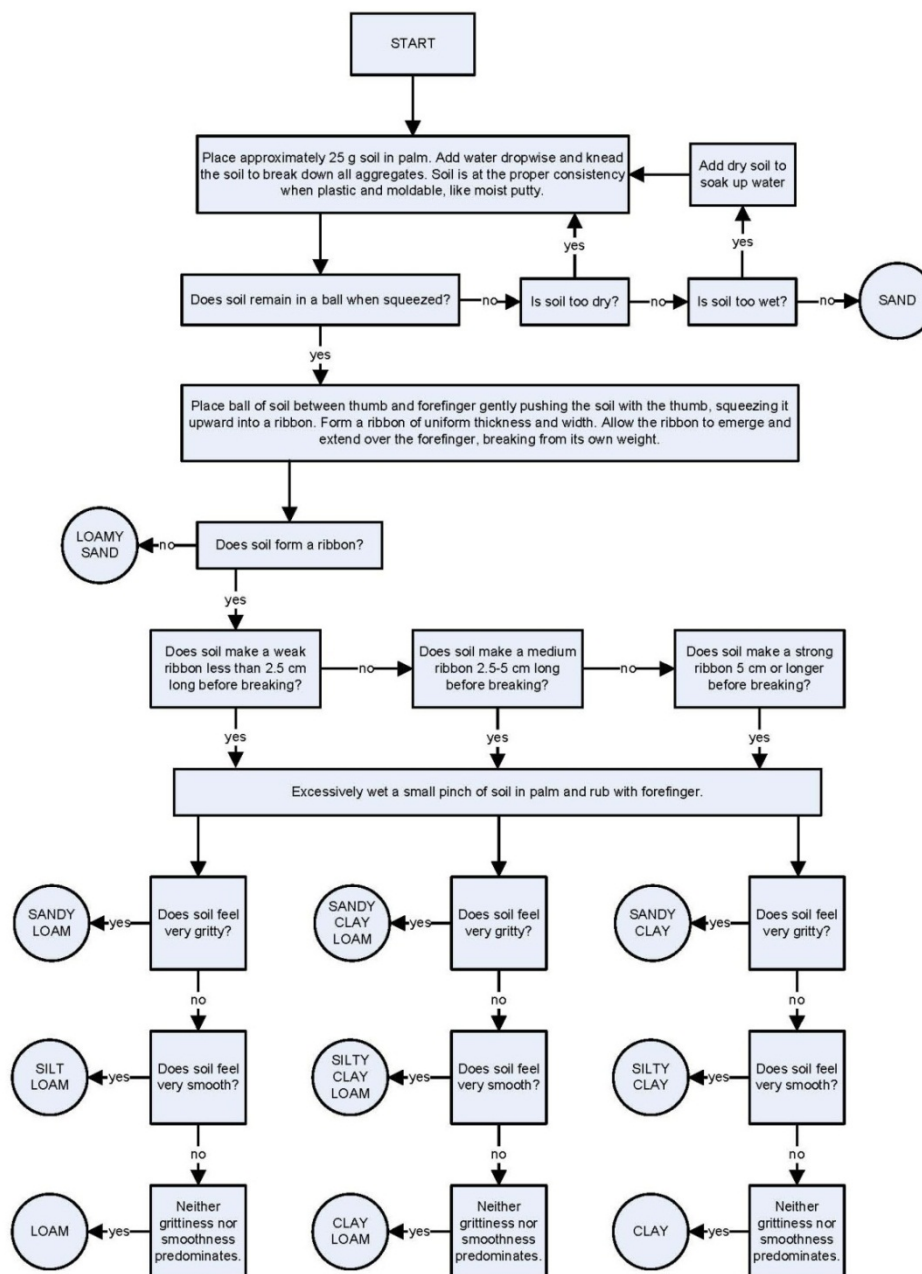 START
Place approximately 25 g soil in palm. Add water dropwise and knead
the soil to break down all aggregates. Soil is at the proper consistency
when plastic and moldable, like moist putty.
Add dry soil to
soak up water
yes
yes
Does soil remain in a ball when squeezed?
no
Is soil too dry?
no
Is soil too wet?
no
SAND
yes
Place ball of soil between thumb and forefinger gently pushing the soil with the thumb, squeezing it
upward into a ribbon. Form a ribbon of uniform thickness and width. Allow the ribbon to emerge and
extend over the forefinger, breaking from its own weight.
LOAMY
SAND
no
Does soil form a ribbon?
yes
Does soil make a weak
ribbon less than 2.5 cm
long before breaking?
no
Does soil make a medium
ribbon 2.5-5 cm long
before breaking?
no
Does soil make a strong
ribbon 5 cm or longer
before breaking?
yes
yes
yes
Excessively wet a small pinch of soil in palm and rub with forefinger.
SANDY
LOAM
yes
Does soil feel
very gritty?
SANDY
CLAY
LOAM
yes
Does soil feel
very gritty?
SANDY
CLAY
yes
Does soil feel
very gritty?
no
no
no
SILT
LOAM
yes
Does soil feel
very smooth?
SILTY
CLAY
LOAM
yes
Does soil feel
very smooth?
SILTY
CLAY
yes
Does soil feel
very smooth?
no
no
no
LOAM
yes
Neither
grittiness nor
smoothness
predominates.
CLAY
LOAM
yes
Neither
grittiness nor
smoothness
predominates.
CLAY
yes
Neither
grittiness nor
smoothness
predominates.